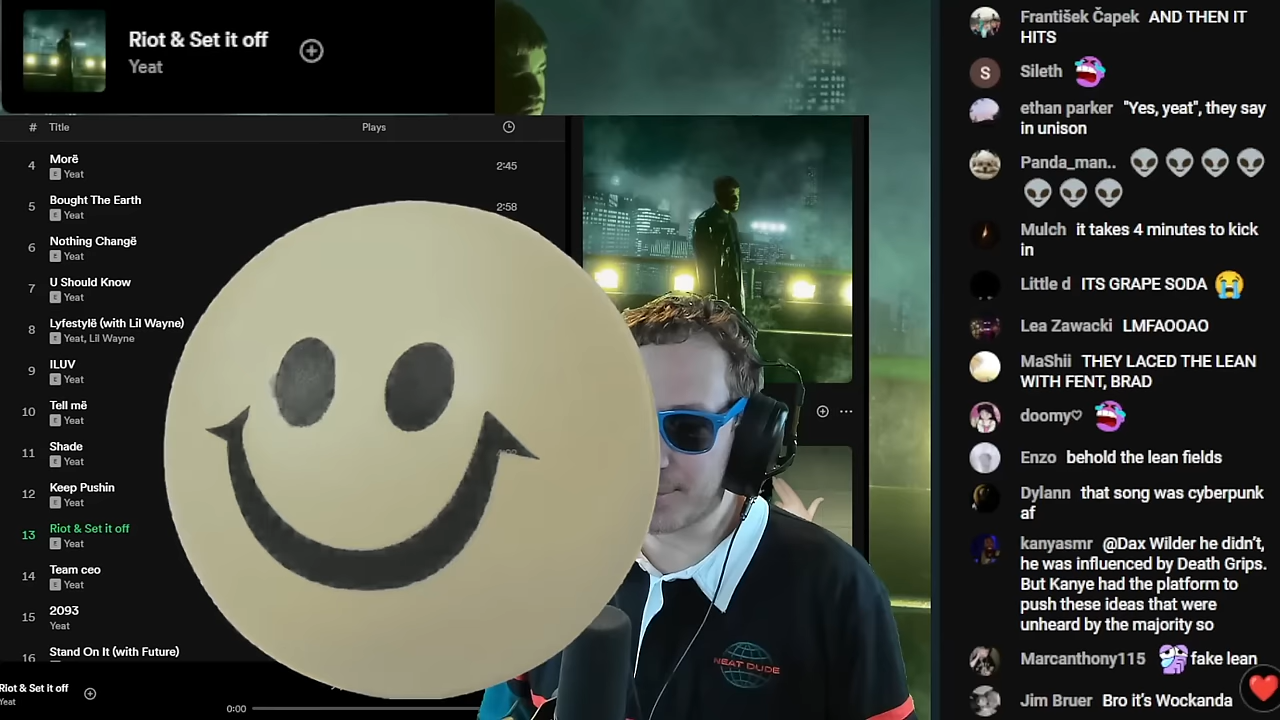 Riot & Set it off
Yeat
# Title Plays
4 Morë 2:45
E Yeat
5 Bought The Earth 2:58
E Yeat
6 Nothing Changë
E Yeat
7 U Should Know
E Yeat
8 Lyfestylë (with Lil Wayne)
E Yeat, Lil Wayne
9 ILUV
E Yeat
10 Tell më
E Yeat
11 Shade
E Yeat
12 Keep Pushin
E Yeat
13 Riot & Set it off
E Yeat
14 Team ceo
E Yeat
15 2093
Yeat
16 Stand On It (with Future)
Riot & Set it off
Yeat
0:00
NEAT DUDE
František Čapek AND THEN IT
HITS
S Sileth
ethan parker "Yes, yeat", they say
in unison
Panda_man..
Mulch it takes 4 minutes to kick
in
Little d ITS GRAPE SODA 😭
Lea Zawacki LMFAOOAO
MaShii THEY LACED THE LEAN
WITH FENT, BRAD
doomy♡
Enzo behold the lean fields
Dylann that song was cyberpunk
af
kanyasmr @Dax Wilder he didn't,
he was influenced by Death Grips.
But Kanye had the platform to
push these ideas that were
unheard by the majority so
Marcanthony115 fake lean
Jim Bruer Bro it's Wockanda